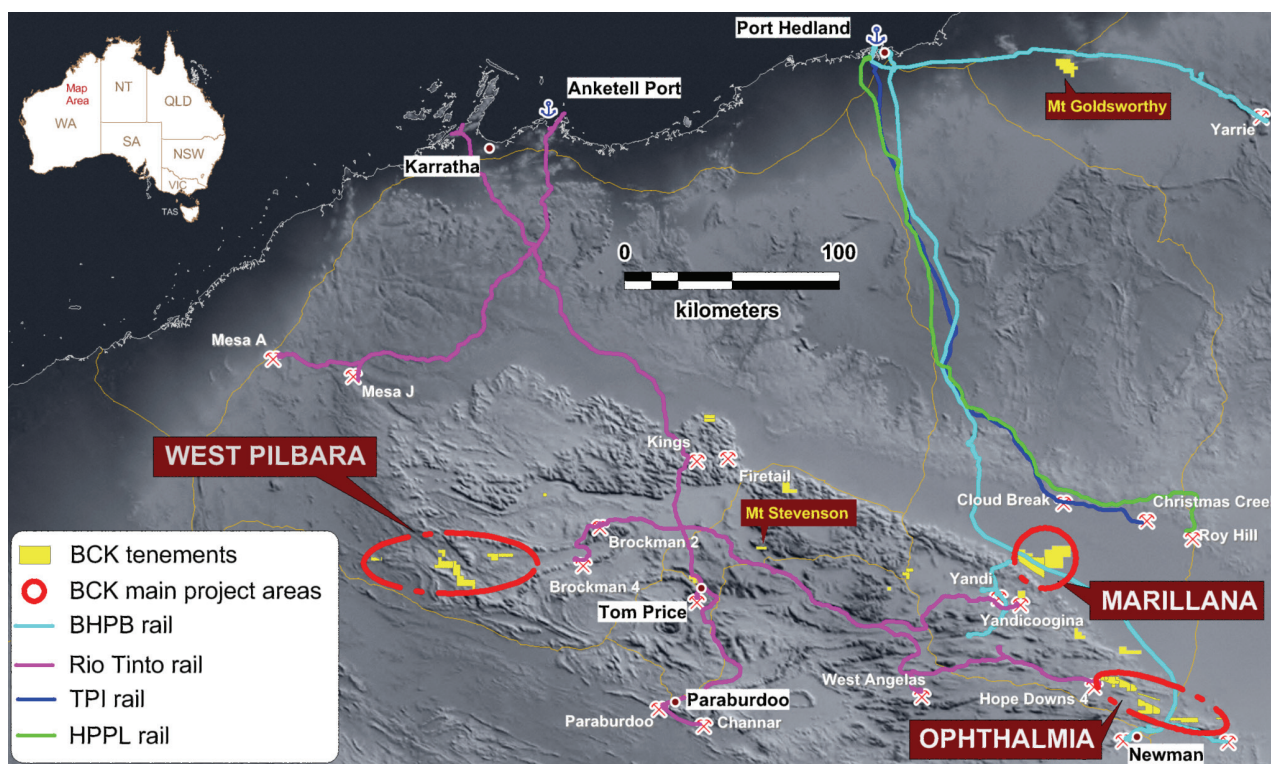 Port Hedland
Anketell Port
Map
Area
NT
QLD
WA
SA
NSW
VIC
TAS
Mt Goldsworthy
Yarrie
Karratha
0
100
kilometers
Mesa A
Mesa J
WEST PILBARA
Kings
Firetail
Cloud Break
Christmas Creek
Mt Stevenson
Roy Hill
Brockman 2
Brockman 4
Yandi
MARILLANA
Tom Price
Yandicoogina
West Angelas
Hope Downs 4
Paraburdoo
Paraburdoo
Channar
OPHTHALMIA
Newman
BCK tenements
BCK main project areas
BHPB rail
Rio Tinto rail
TPI rail
HPPL rail